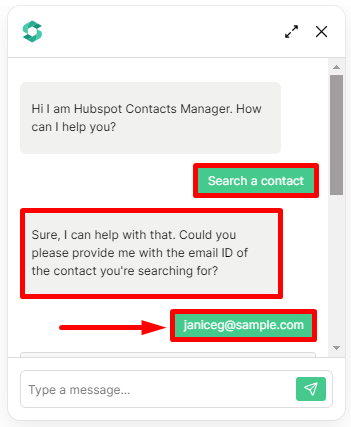 Hi I am Hubspot Contacts Manager. How
can I help you?
Search a contact
Sure, I can help with that. Could you
please provide me with the email ID of
the contact you're searching for?
janiceg@sample.com
Type a message...